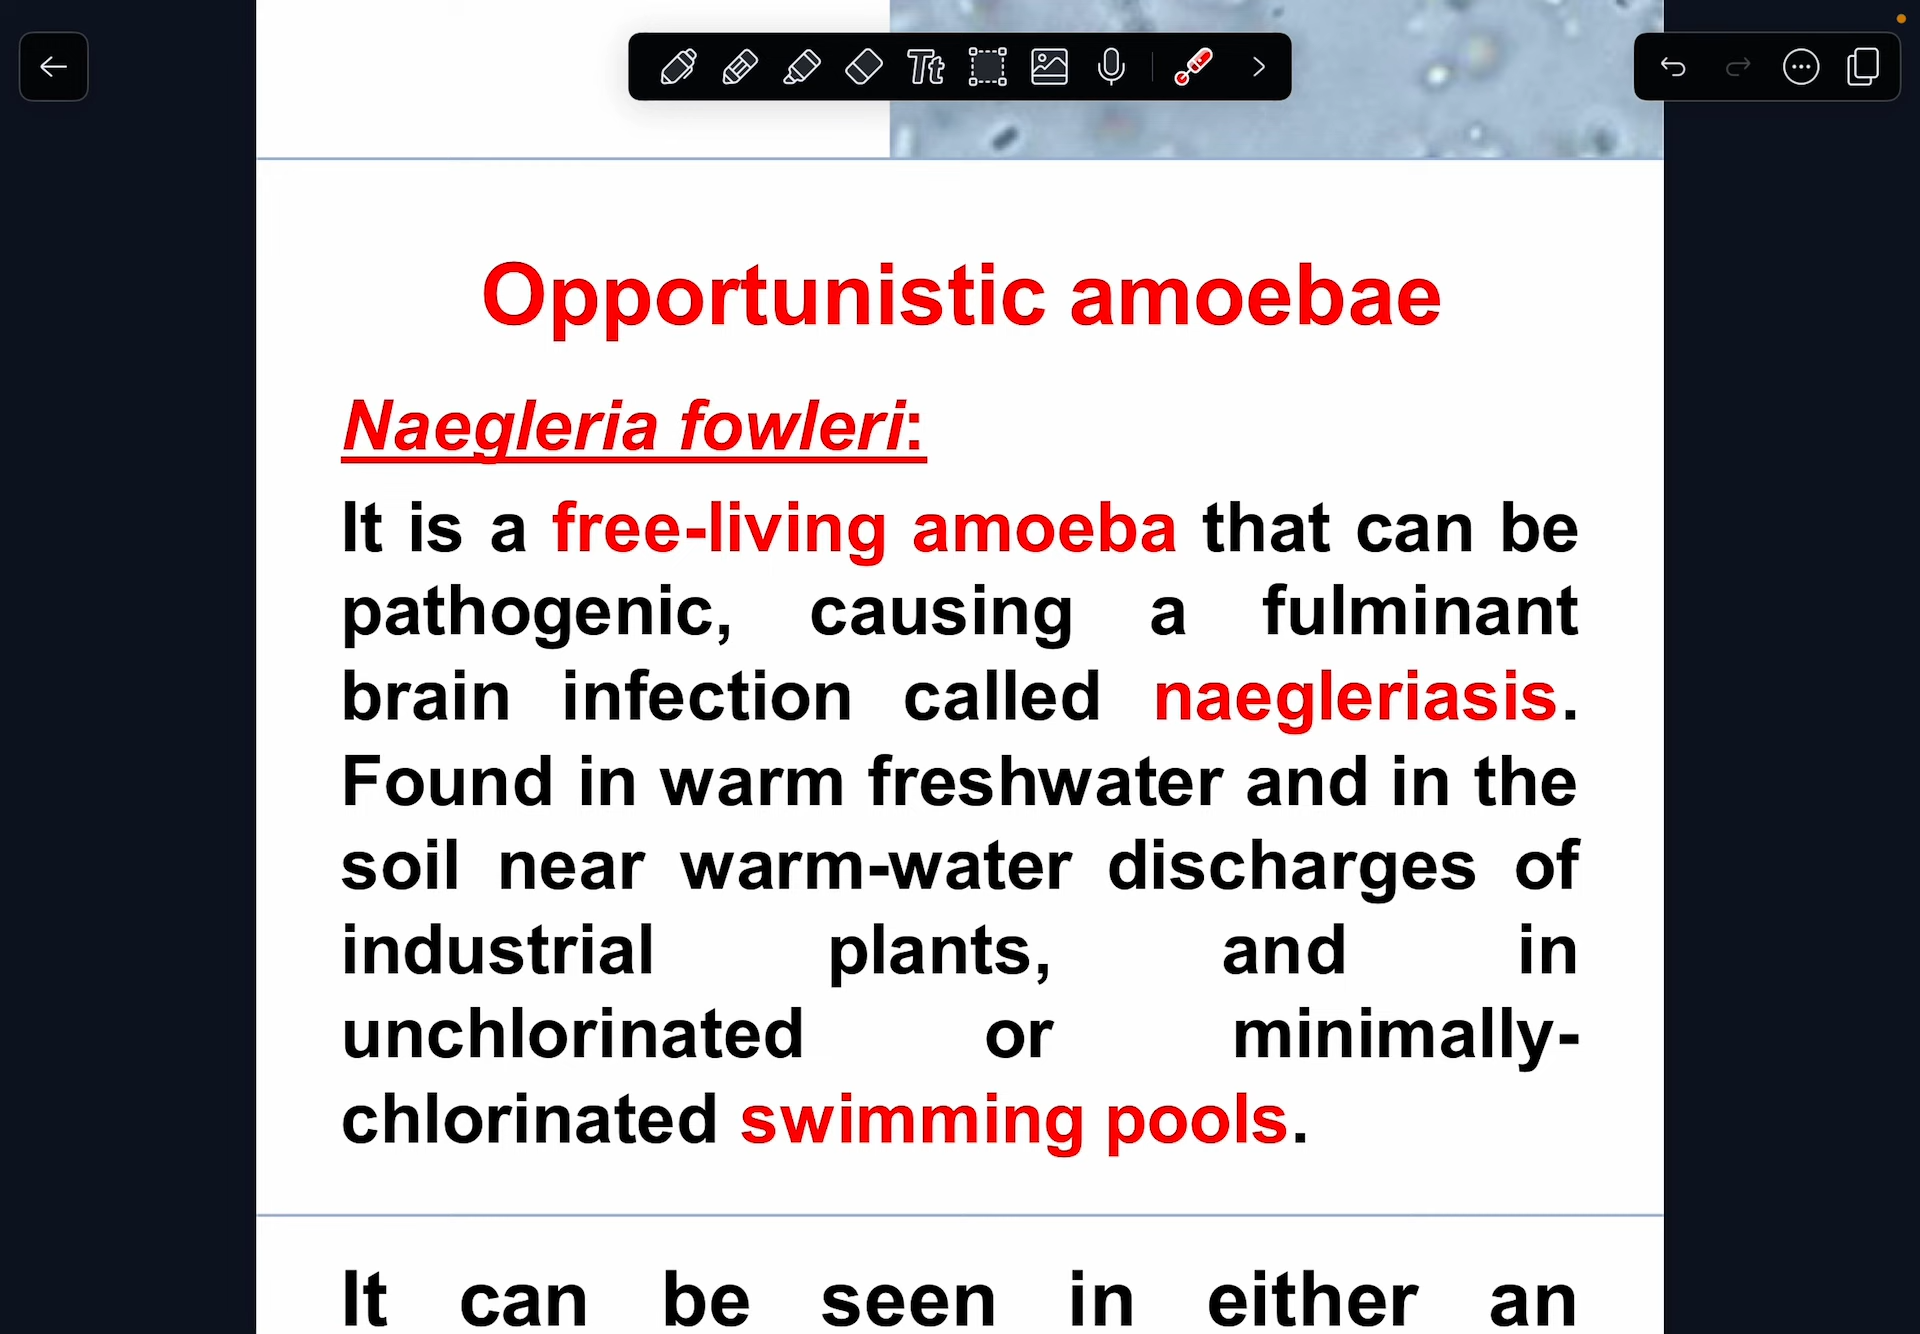 Tt
Opportunistic amoebae
Naegleria fowleri:
It is a free-living amoeba that can be
pathogenic, causing a fulminant
brain infection called naegleriasis.
Found in warm freshwater and in the
soil near warm-water discharges of
industrial plants, and in
unchlorinated or minimally-
chlorinated swimming pools.
It can be seen in either an